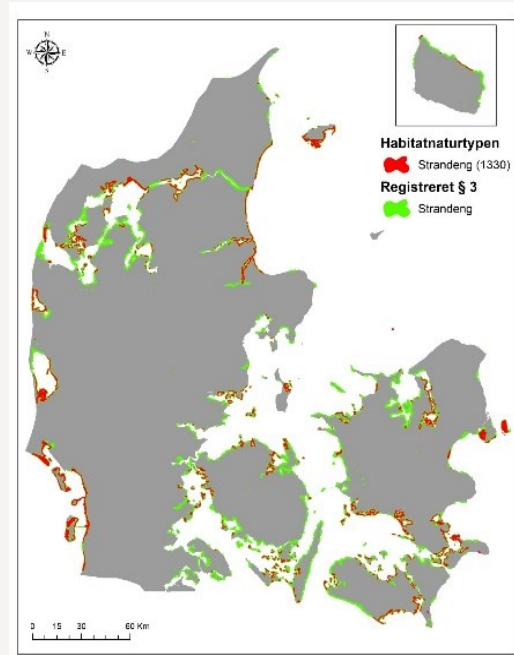 N
W E
S
Habitatnaturtypen
Strandeng (1330)
Registreret § 3
Strandeng
0 15 30 60 Km